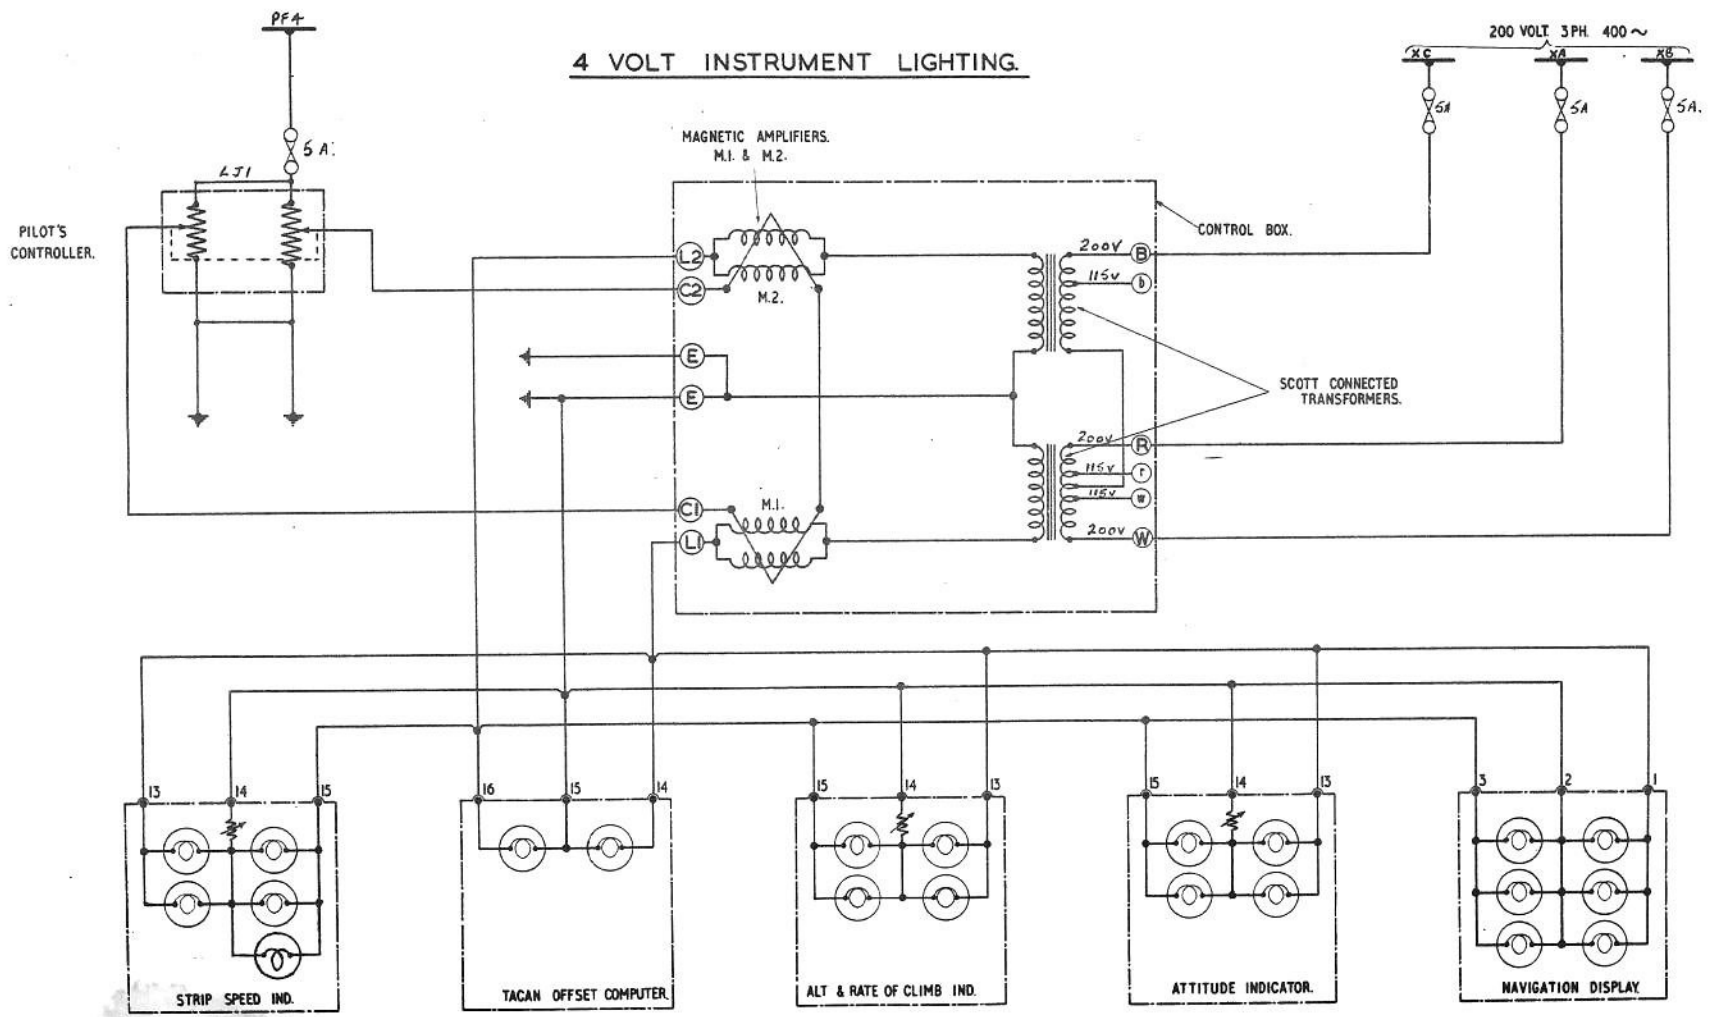 PF4
4 VOLT INSTRUMENT LIGHTING.
200 VOLT 3PH. 400 ~
XC XA XB
5A 5A 5A.
5 A.
LJ1
MAGNETIC AMPLIFIERS.
M.1. & M.2.
PILOT'S
CONTROLLER.
CONTROL BOX.
L2
C2
M.2.
200V B
115V b
E
E
SCOTT CONNECTED
TRANSFORMERS.
200V R
115V r
115V w
200V W
C1
M.1.
L1
13 14 15
16 15 14
15 14 13
15 14 13
3 2 1
STRIP SPEED IND.
TACAN OFFSET COMPUTER.
ALT & RATE OF CLIMB IND.
ATTITUDE INDICATOR.
NAVIGATION DISPLAY.